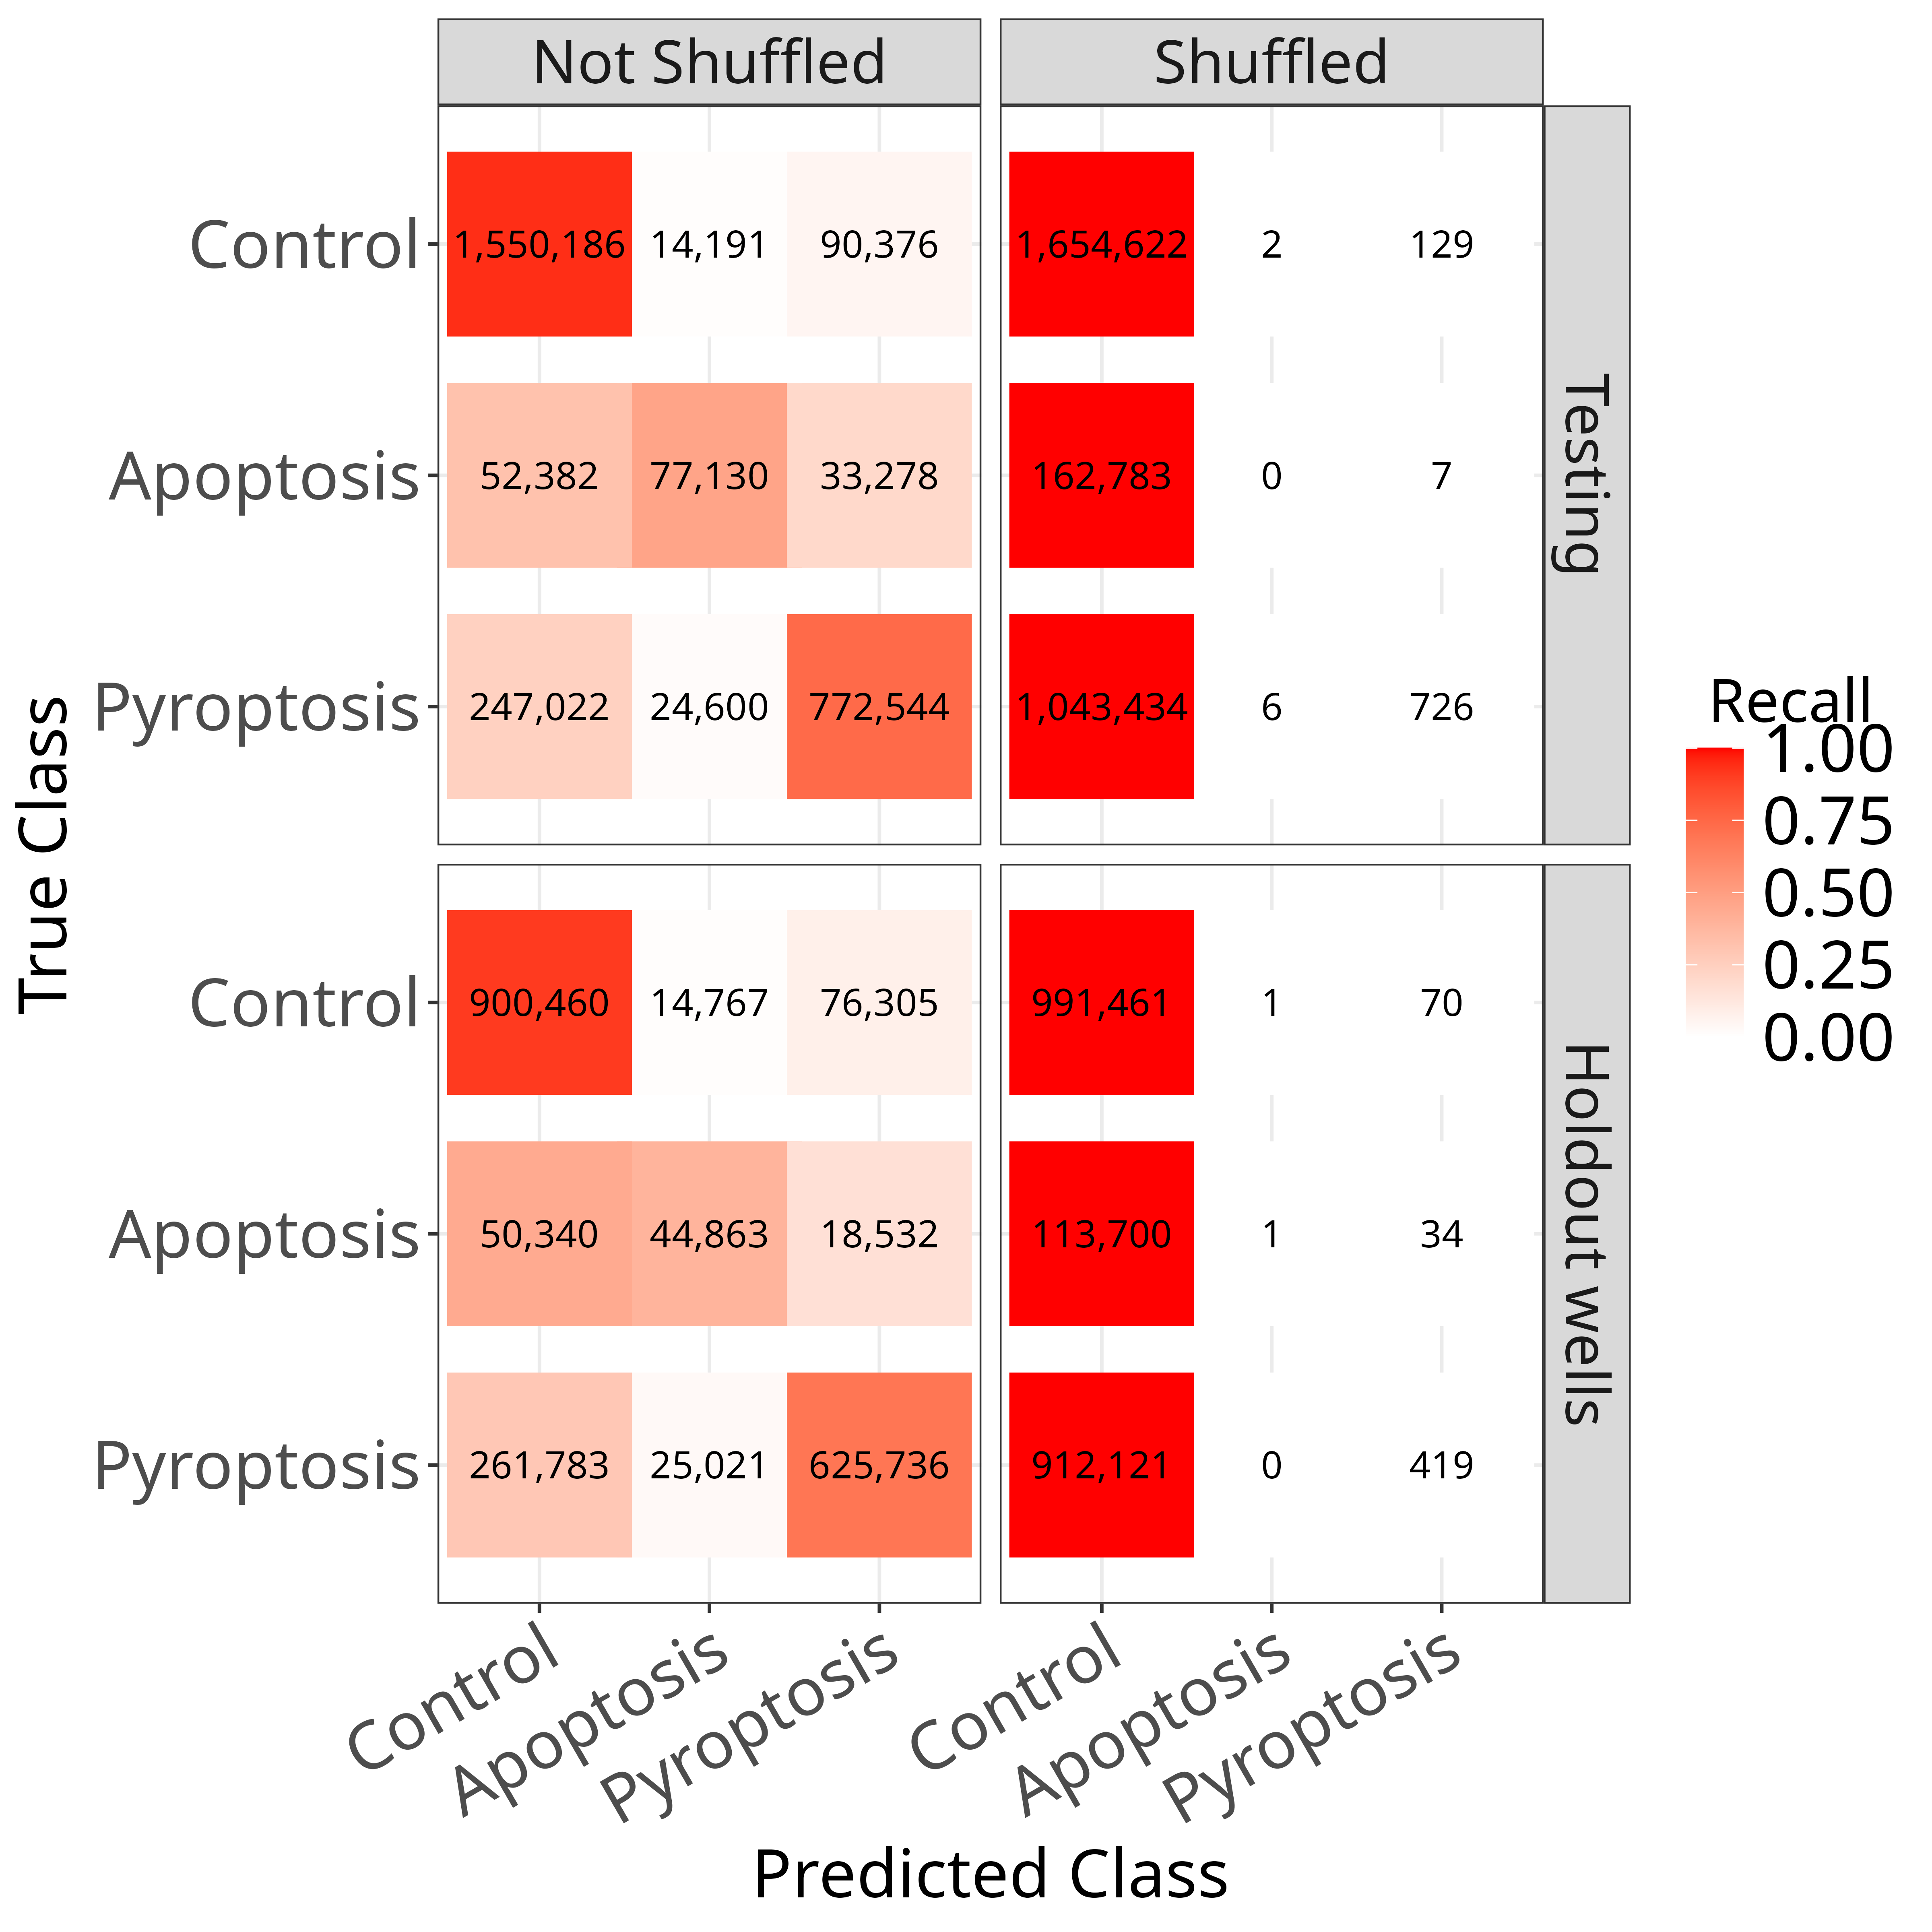 Not Shuffled
Shuffled
Control
1,550,186
14,191
90,376
1,654,622
2
129
Apoptosis
52,382
77,130
33,278
162,783
0
7
Pyroptosis
247,022
24,600
772,544
1,043,434
6
726
Testing
Control
900,460
14,767
76,305
991,461
1
70
Apoptosis
50,340
44,863
18,532
113,700
1
34
Pyroptosis
261,783
25,021
625,736
912,121
0
419
Holdout wells
True Class
Control
Apoptosis
Pyroptosis
Control
Apoptosis
Pyroptosis
Predicted Class
Recall
1.00
0.75
0.50
0.25
0.00